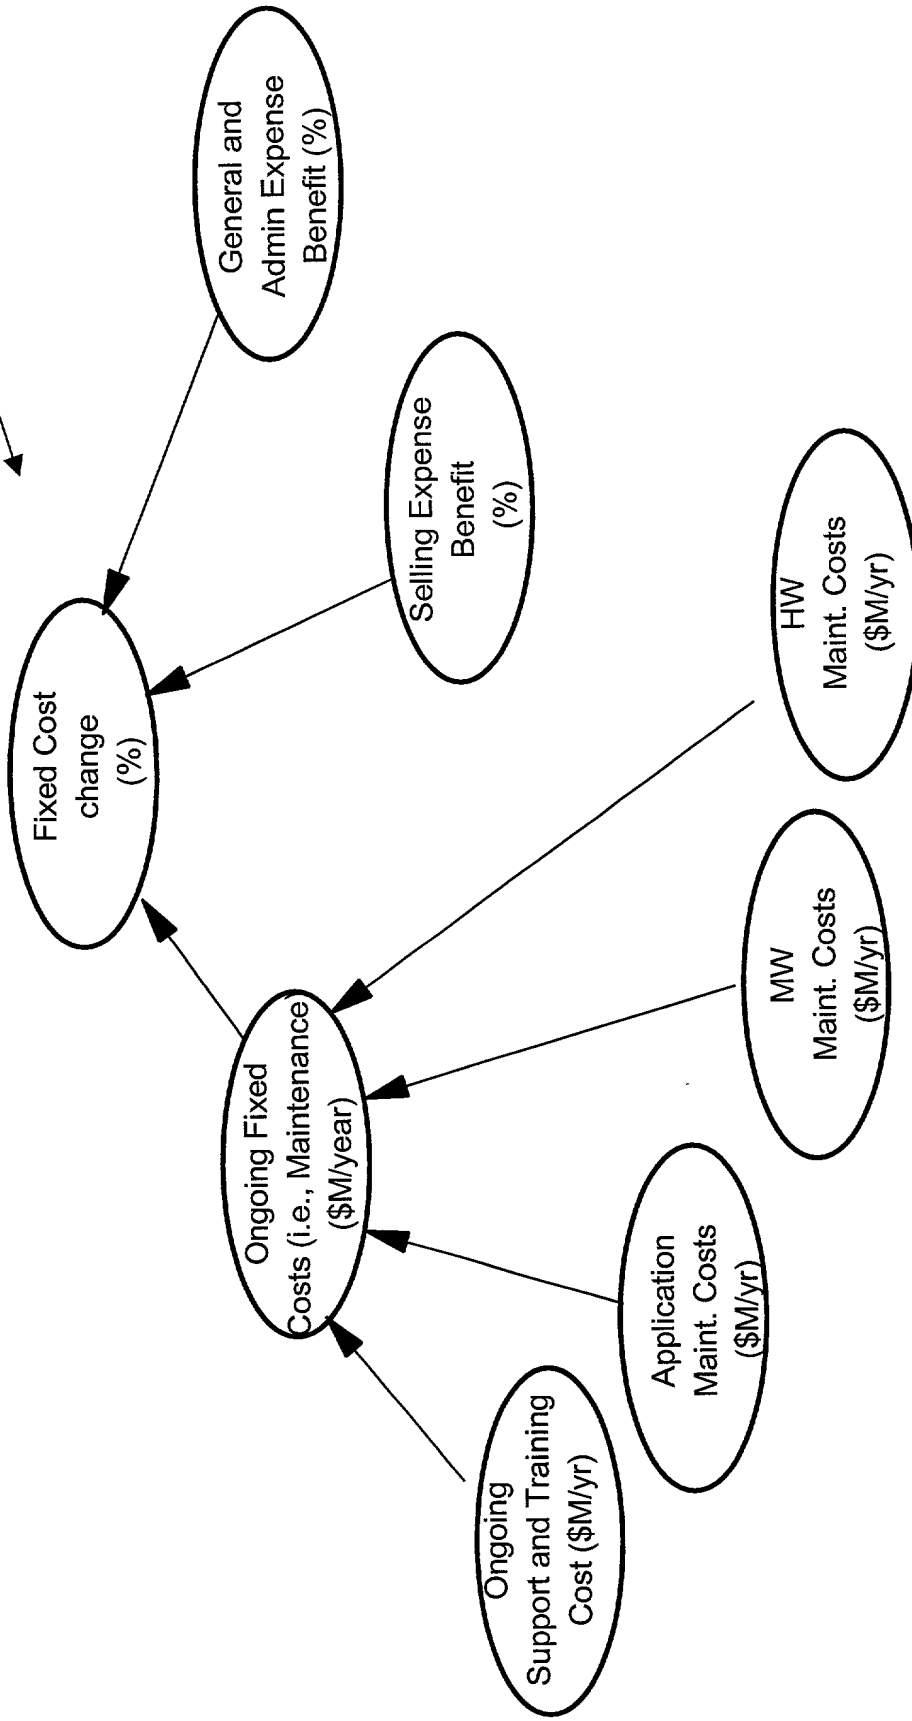 Fixed Cost
change
(%)
Ongoing Fixed
Costs (i.e., Maintenance
($M/year)
Selling Expense
Benefit
(%)
General and
Admin Expense
Benefit (%)
Ongoing
Support and Training
Cost ($M/yr)
Application
Maint. Costs
($M/yr)
MW
Maint. Costs
($M/yr)
HW
Maint. Costs
($M/yr)